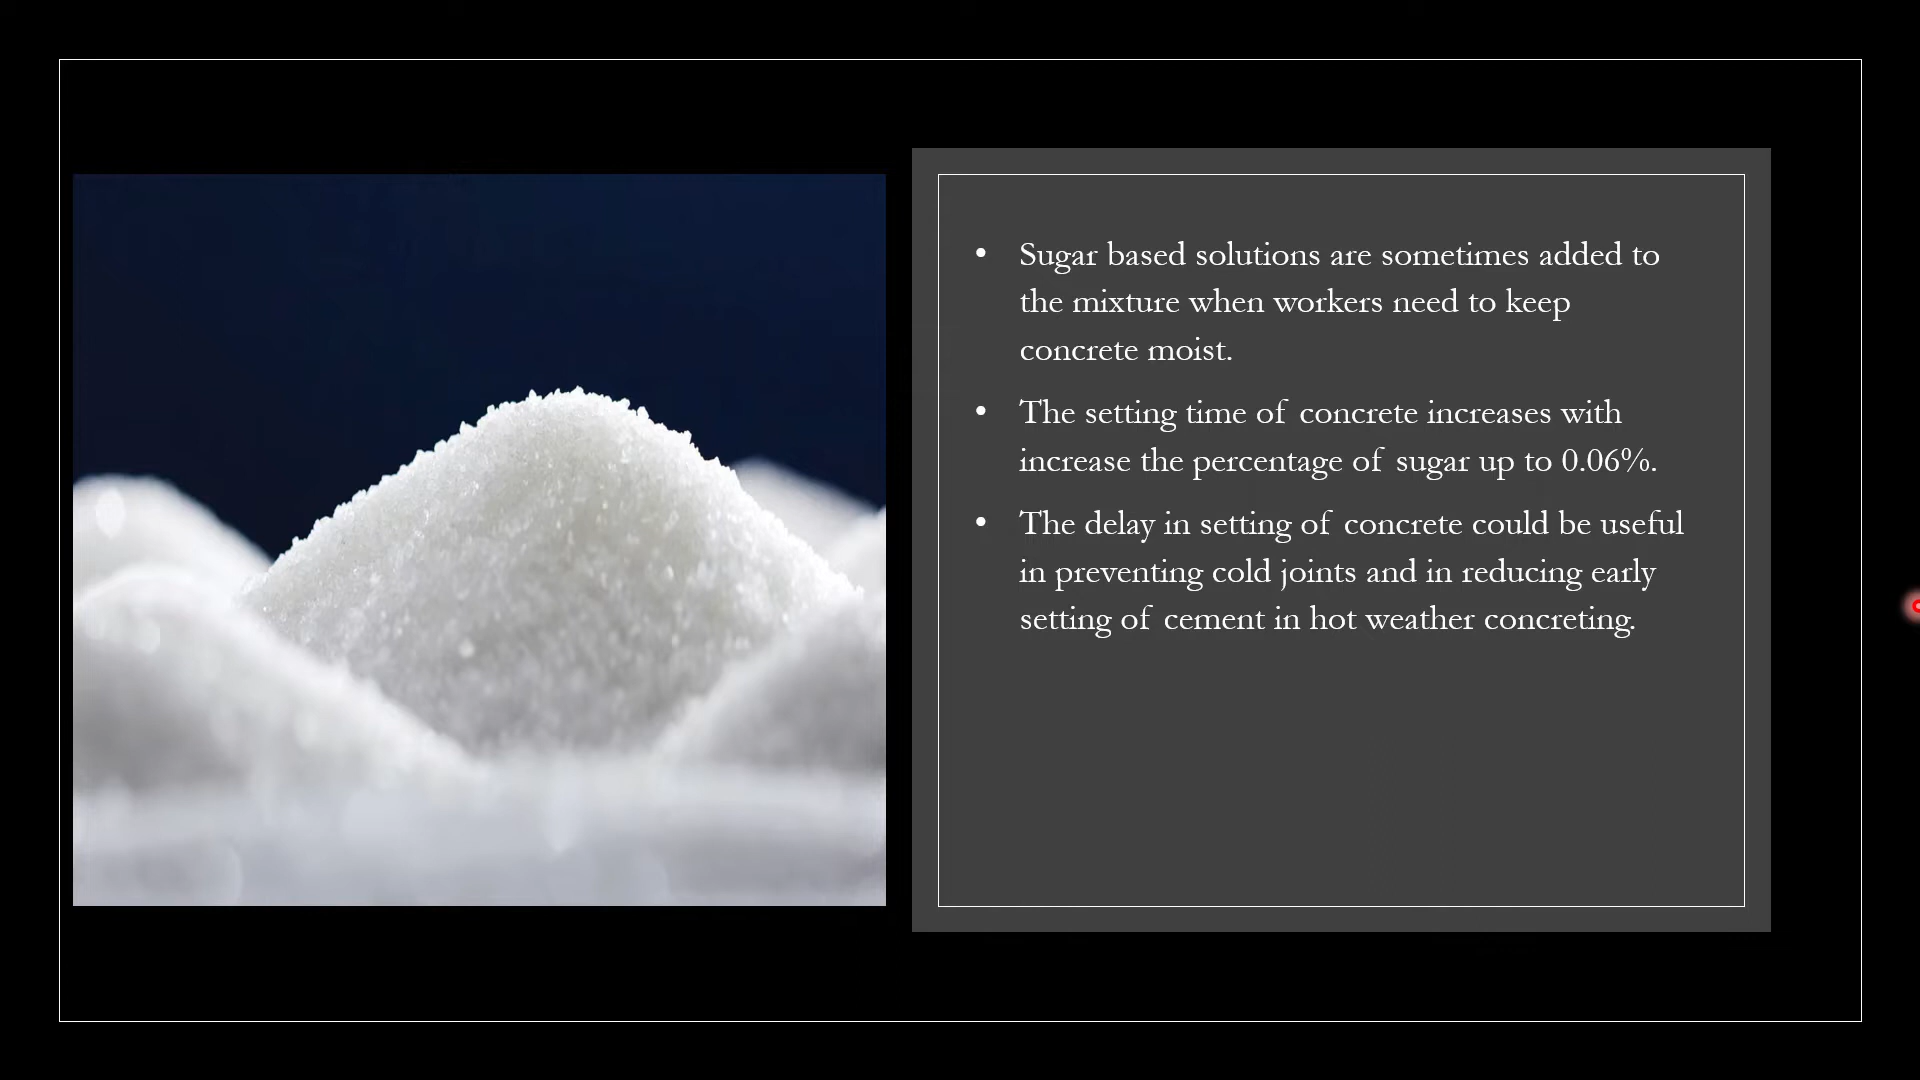 • Sugar based solutions are sometimes added to
the mixture when workers need to keep
concrete moist.
• The setting time of concrete increases with
increase the percentage of sugar up to 0.06%.
• The delay in setting of concrete could be useful
in preventing cold joints and in reducing early
setting of cement in hot weather concreting.